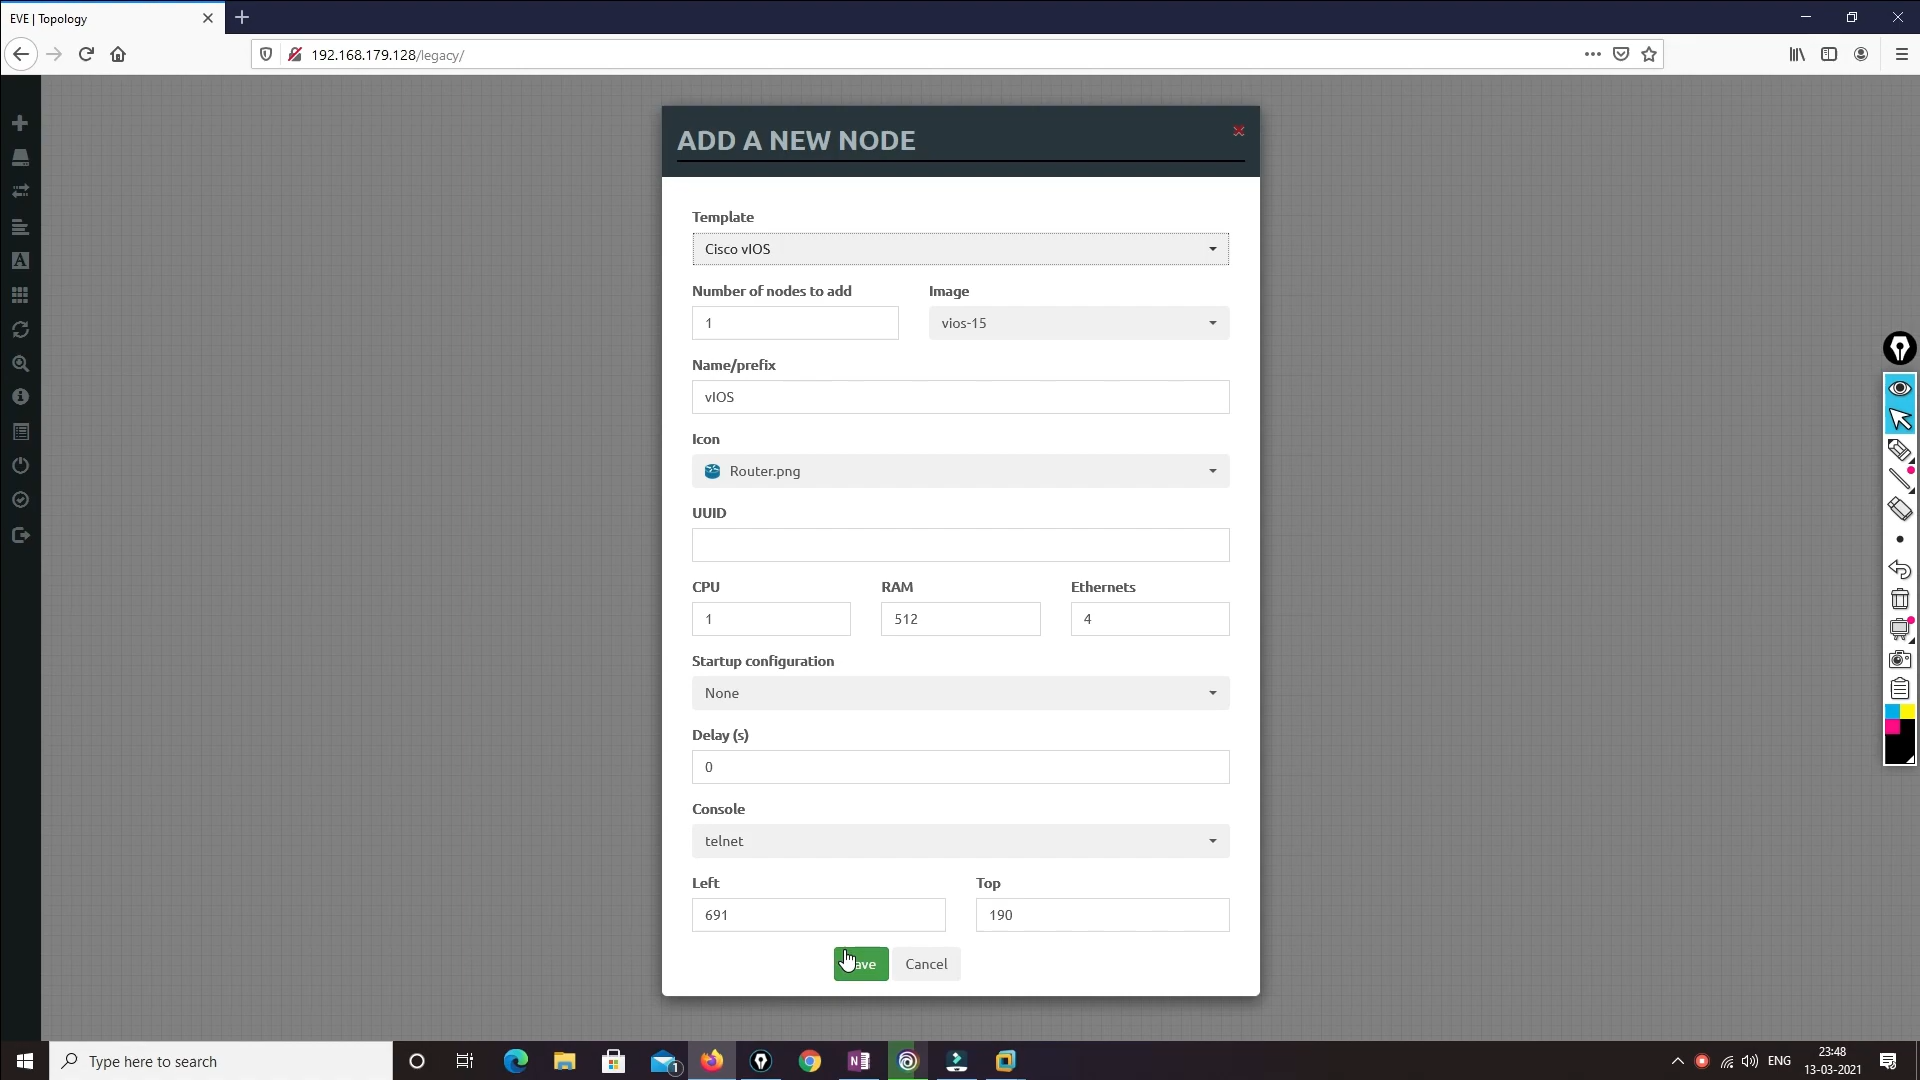 EVE | Topology
192.168.179.128/legacy/
ADD A NEW NODE
Template
Cisco vIOS
Number of nodes to add
Image
1
vios-15
Name/prefix
vIOS
Icon
Router.png
UUID
CPU
RAM
Ethernets
1
512
4
Startup configuration
None
Delay (s)
0
Console
telnet
Left
Top
691
190
Cancel
A
Type here to search
1
N
ENG
23:48
13-03-2021